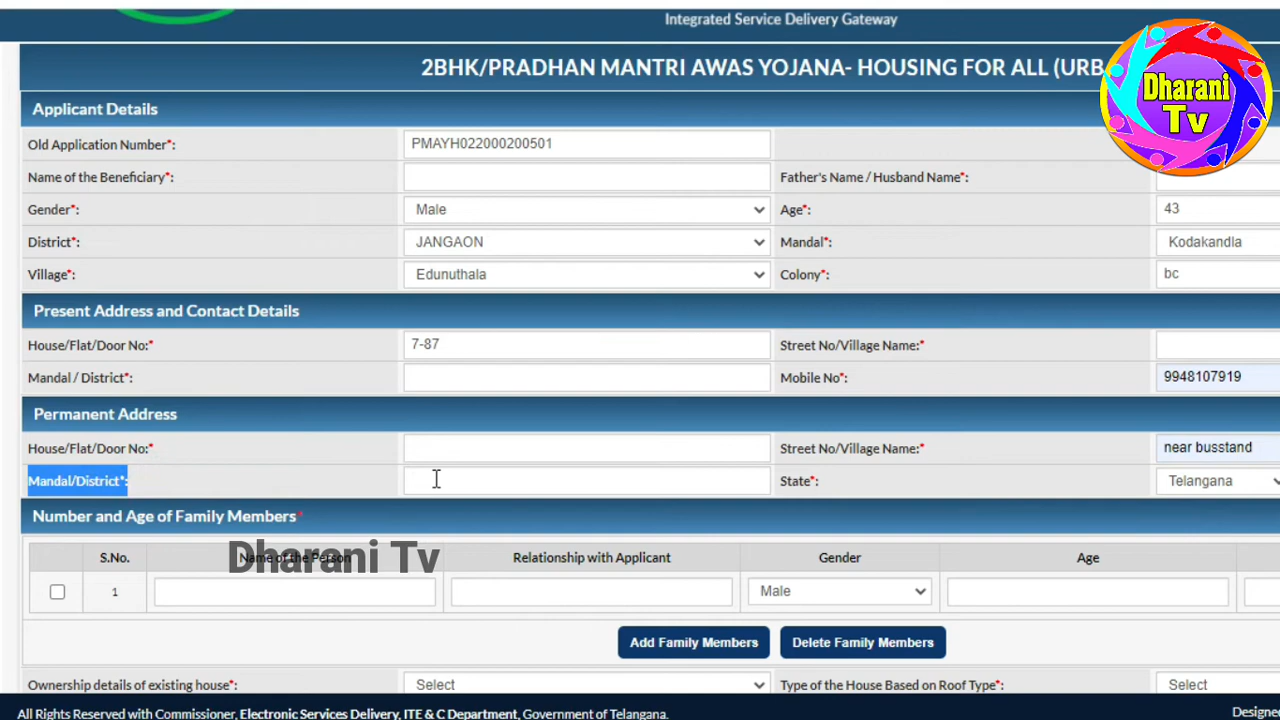 Integrated Service Delivery Gateway
2BHK/PRADHAN MANTRI AWAS YOJANA- HOUSING FOR ALL (URB
Dharani
Tv
Applicant Details
Old Application Number*: PMAYH022000200501
Name of the Beneficiary*: Father's Name / Husband Name*:
Gender*: Male Age*: 43
District*: JANGAON Mandal*: Kodakandla
Village*: Edunuthala Colony*: bc
Present Address and Contact Details
House/Flat/Door No:* 7-87 Street No/Village Name:*
Mandal / District*: Mobile No*: 9948107919
Permanent Address
House/Flat/Door No:* Street No/Village Name:* near busstand
Mandal/District*: State*: Telangana
Number and Age of Family Members*
S.No. Name of the Person Relationship with Applicant Gender Age
Dharani Tv
1 Male
Add Family Members Delete Family Members
Ownership details of existing house*: Select Type of the House Based on Roof Type*: Select
All Rights Reserved with Commissioner, Electronic Services Delivery, ITE & C Department, Government of Telangana. Designe